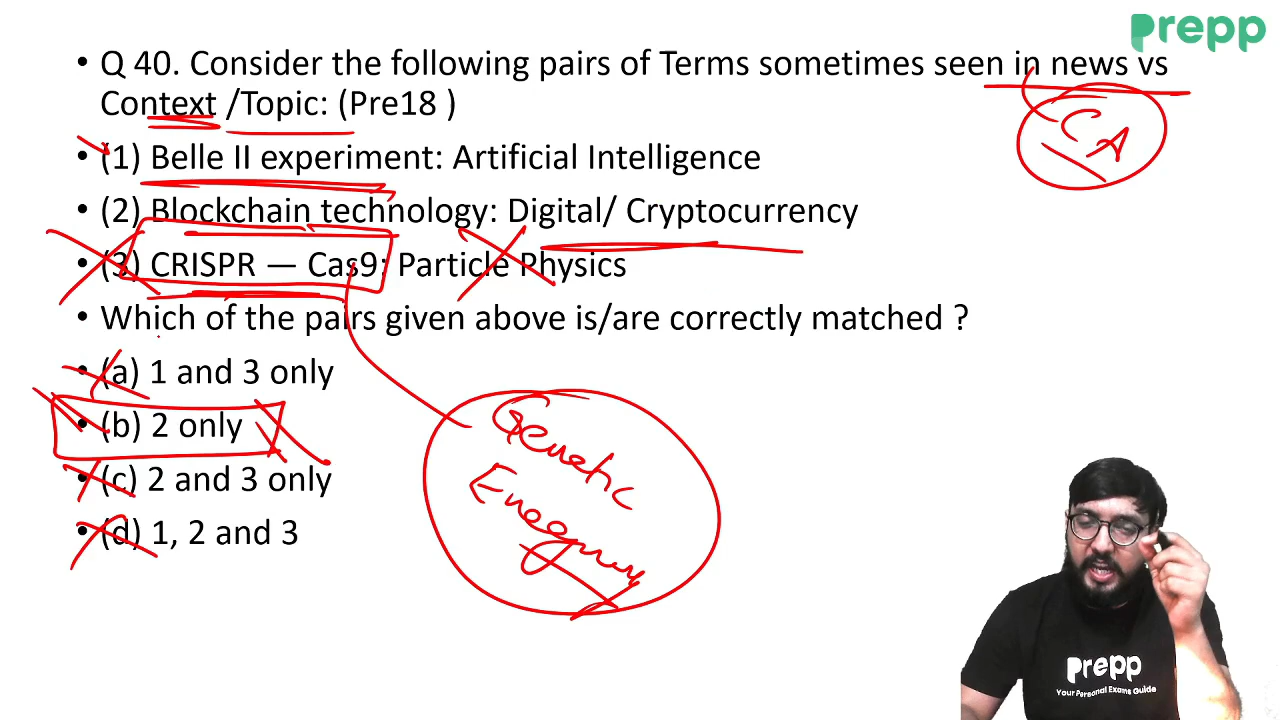 prepp
• Q 40. Consider the following pairs of Terms sometimes seen in news vs
Context /Topic: (Pre18 )
CA
• (1) Belle II experiment: Artificial Intelligence
• (2) Blockchain technology: Digital/ Cryptocurrency
• (3) CRISPR — Cas9: Particle Physics
• Which of the pairs given above is/are correctly matched ?
• (a) 1 and 3 only
• (b) 2 only
• (c) 2 and 3 only
• (d) 1, 2 and 3
Genetic
prepp
Your Personal Exams Guide